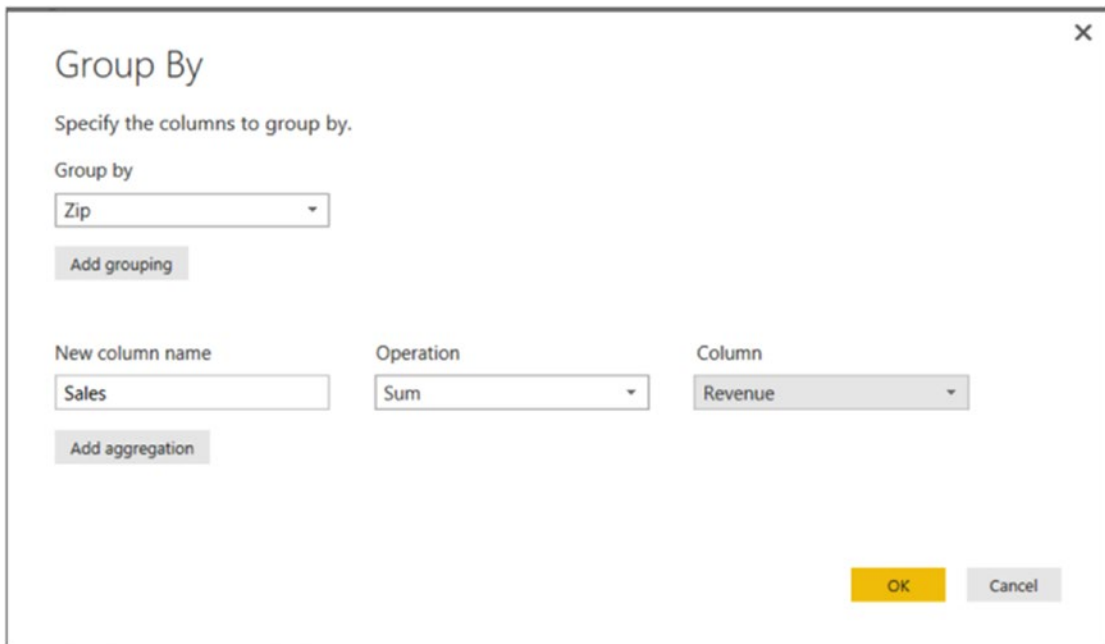 Group By
Specify the columns to group by.
Group by
Zip
Add grouping
New column name Operation Column
Sales Sum Revenue
Add aggregation
OK Cancel